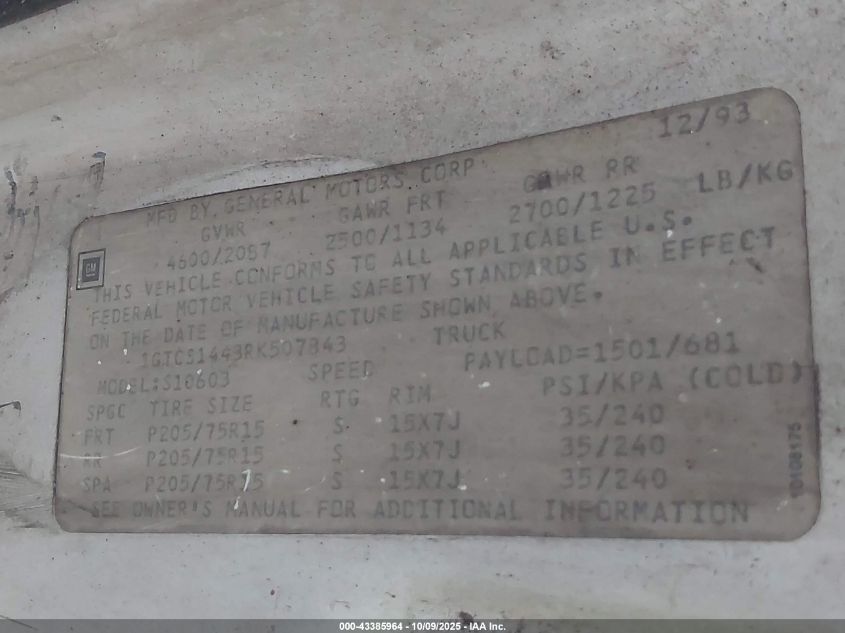 12/93
MFD BY GENERAL MOTORS CORP
GVWR GAWR FRT GAWR RR
4600/2057 2500/1134 2700/1225 LB/KG
GM
THIS VEHICLE CONFORMS TO ALL APPLICABLE U.S.
FEDERAL MOTOR VEHICLE SAFETY STANDARDS IN EFFECT
ON THE DATE OF MANUFACTURE SHOWN ABOVE.
1GTCS1443RK507843 TRUCK
MODEL:S10603 SPEED PAYLOAD=1501/681
SPGC TIRE SIZE RTG RIM PSI/KPA (COLD)
FRT P205/75R15 S 15X7J 35/240
RR P205/75R15 S 15X7J 35/240
SPA P205/75R15 S 15X7J 35/240
SEE OWNER'S MANUAL FOR ADDITIONAL INFORMATION
10108175
000-43385964 - 10/09/2025 - IAA Inc.